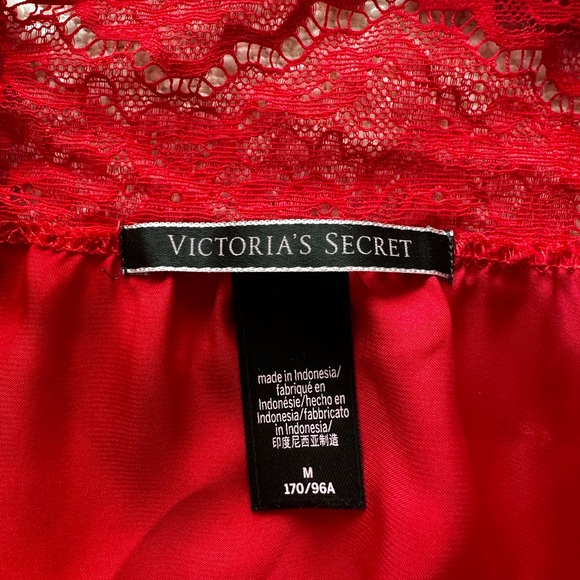 VICTORIA'S SECRET
made in Indonesia/
fabriqué en
Indonésie/hecho en
Indonesia/fabbricato
in Indonesia/
印度尼西亚制造
M
170/96A